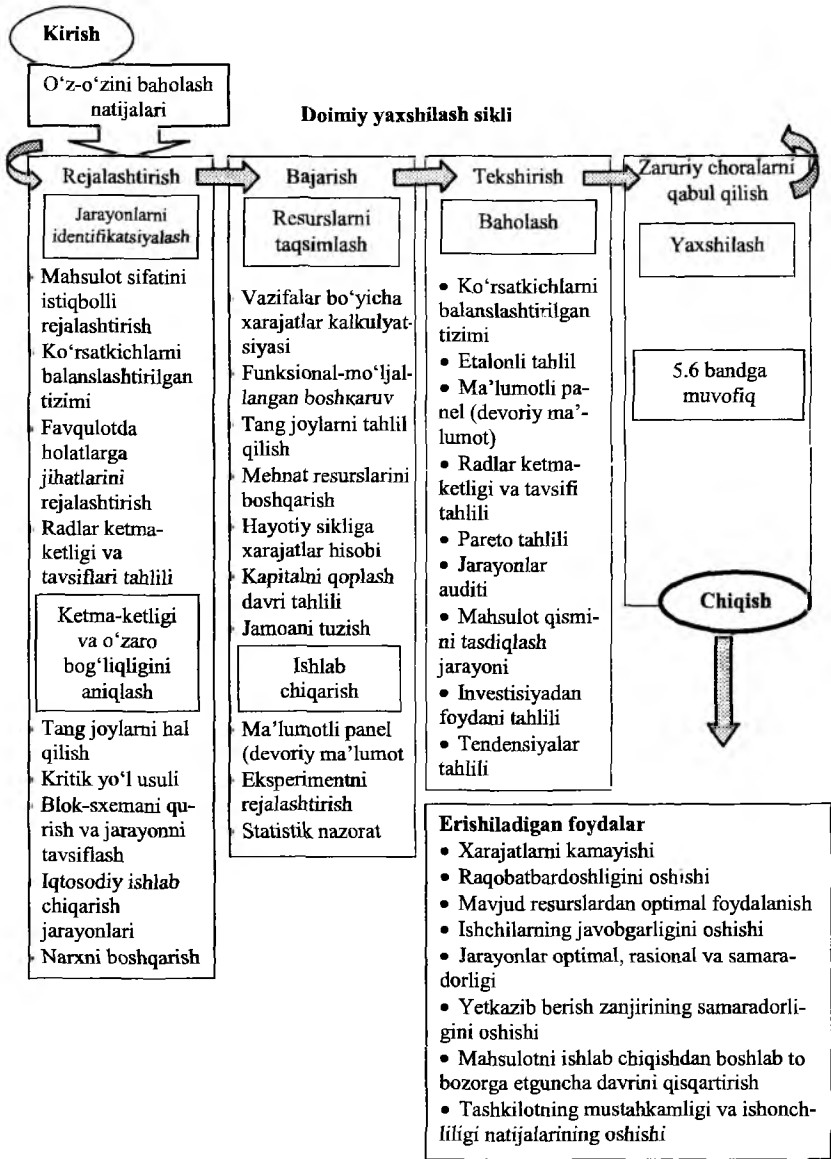 Kirish
O‘z-o‘zini baholash
natijalari
Doimiy yaxshilash sikli
Rejalashtirish
Jarayonlarni
identifikatsiyalash
Mahsulot sifatini
istiqbolli
rejalashtirish
Ko‘rsatkichlarni
balanslashtirilgan
tizimi
Favqulotda
holatlarga
jihatlarini
rejalashtirish
Radlar ketma-
ketligi va
tavsiflari tahlili
Ketma-ketligi
va o‘zaro
bog‘liqligini
aniqlash
Tang joylarni hal
qilish
Kritik yo‘l usuli
Blok-sxemani qu-
rish va jarayonni
tavsiflash
Iqtosodiy ishlab
chiqarish
jarayonlari
Narxni boshqarish
Bajarish
Resurslarni
taqsimlash
Vazifalar bo‘yicha
xarajatlar kalkulyat-
siyasi
Funksional-mo‘ljal-
langan boshқaruv
Tang joylarni tahlil
qilish
Mehnat resurslarini
boshqarish
Hayotiy sikliga
xarajatlar hisobi
Kapitalni qoplash
davri tahlili
Jamoani tuzish
Ishlab
chiqarish
Ma’lumotli panel
(devoriy ma’lumot
Eksperimentni
rejalashtirish
Statistik nazorat
Tekshirish
Baholash
• Ko‘rsatkichlarni
balanslashtirilgan
tizimi
• Etalonli tahlil
• Ma’lumotli pa-
nel (devoriy ma’-
lumot)
• Radlar ketma-
ketligi va tavsifi
tahlili
• Pareto tahlili
• Jarayonlar
auditi
• Mahsulot qismi-
ni tasdiqlash
jarayoni
• Investisiyadan
foydani tahlili
• Tendensiyalar
tahlili
Zaruriy choralarni
qabul qilish
Yaxshilash
5.6 bandga
muvofiq
Chiqish
Erishiladigan foydalar
• Xarajatlarni kamayishi
• Raqobatbardoshligini oshishi
• Mavjud resurslardan optimal foydalanish
• Ishchilarning javobgarligini oshishi
• Jarayonlar optimal, rasional va samara-
dorligi
• Yetkazib berish zanjirining samaradorli-
gini oshishi
• Mahsulotni ishlab chiqishdan boshlab to
bozorga etguncha davrini qisqartirish
• Tashkilotning mustahkamligi va ishonch-
liligi natijalarining oshishi